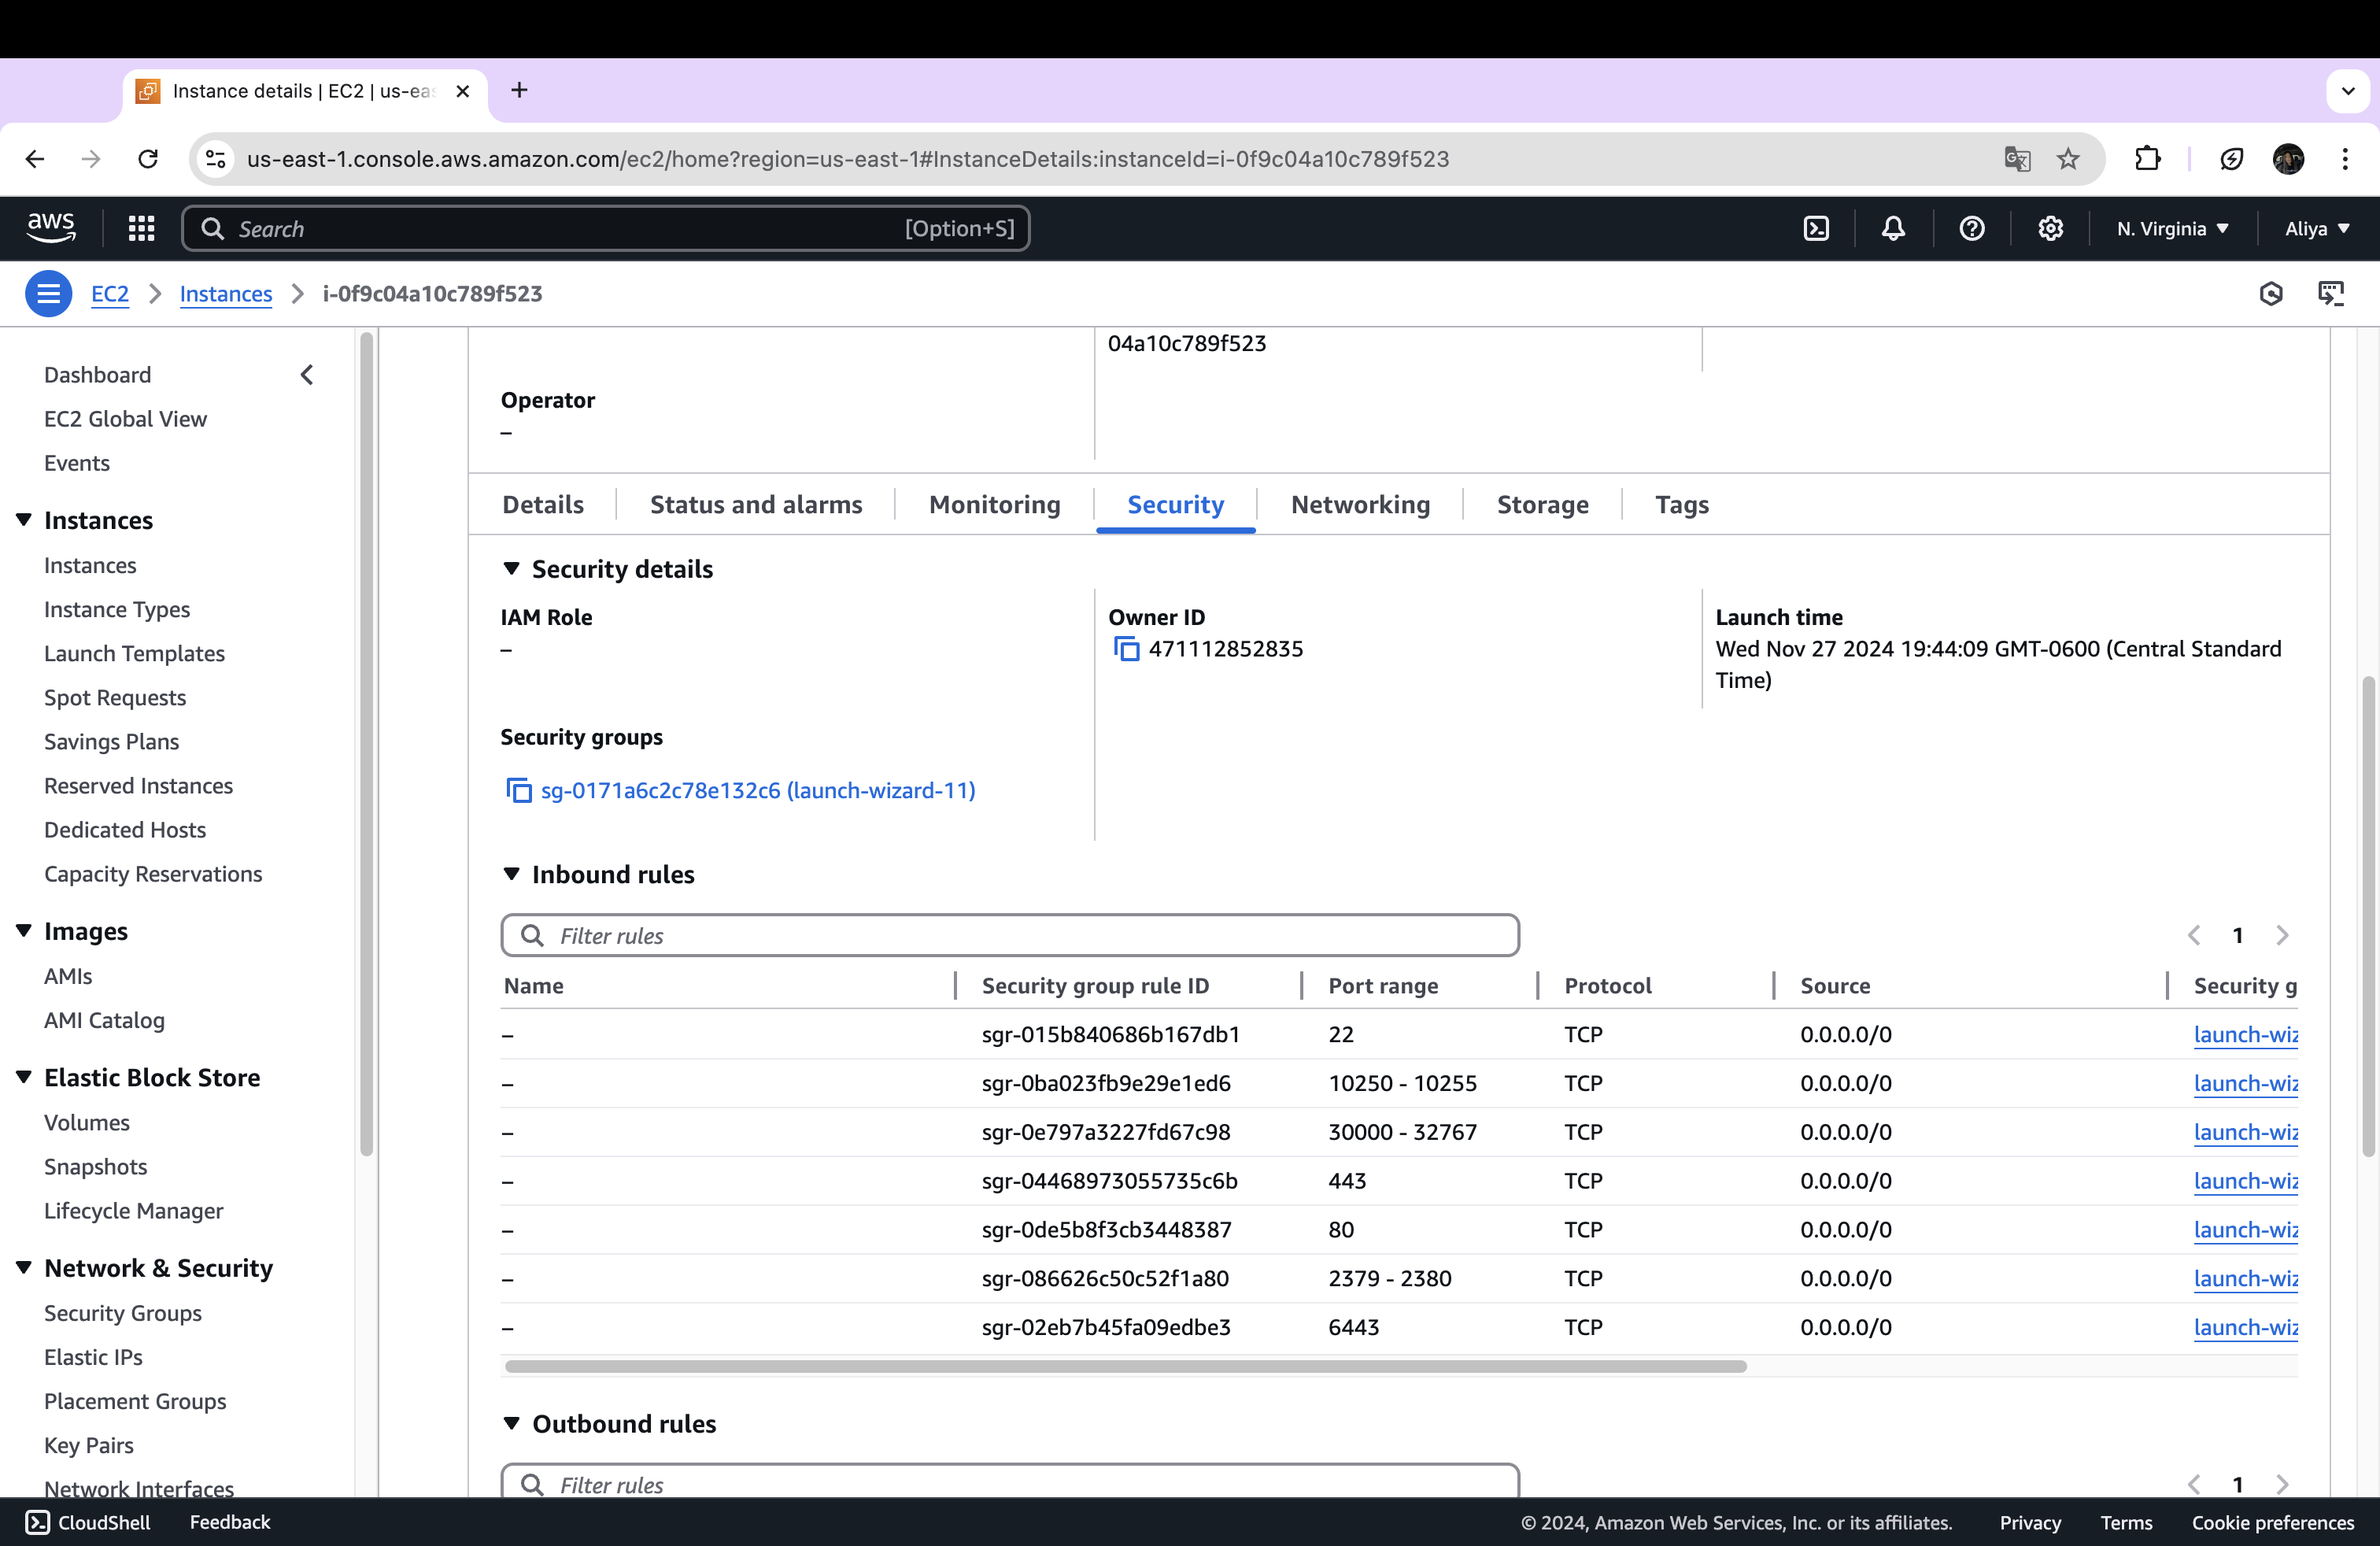 Instance details | EC2 | us-eas
us-east-1.console.aws.amazon.com/ec2/home?region=us-east-1#InstanceDetails:instanceId=i-0f9c04a10c789f523
aws Search [Option+S] N. Virginia Aliya
EC2 Instances i-0f9c04a10c789f523
Dashboard
EC2 Global View
Events
Instances
Instances
Instance Types
Launch Templates
Spot Requests
Savings Plans
Reserved Instances
Dedicated Hosts
Capacity Reservations
Images
AMIs
AMI Catalog
Elastic Block Store
Volumes
Snapshots
Lifecycle Manager
Network & Security
Security Groups
Elastic IPs
Placement Groups
Key Pairs
Network Interfaces
04a10c789f523
Operator
–
Details Status and alarms Monitoring Security Networking Storage Tags
Security details
IAM Role
–
Owner ID
471112852835
Launch time
Wed Nov 27 2024 19:44:09 GMT-0600 (Central Standard
Time)
Security groups
sg-0171a6c2c78e132c6 (launch-wizard-11)
Inbound rules
Filter rules 1
Name Security group rule ID Port range Protocol Source Security g
– sgr-015b840686b167db1 22 TCP 0.0.0.0/0 launch-wiz
– sgr-0ba023fb9e29e1ed6 10250 - 10255 TCP 0.0.0.0/0 launch-wiz
– sgr-0e797a3227fd67c98 30000 - 32767 TCP 0.0.0.0/0 launch-wiz
– sgr-04468973055735c6b 443 TCP 0.0.0.0/0 launch-wiz
– sgr-0de5b8f3cb3448387 80 TCP 0.0.0.0/0 launch-wiz
– sgr-086626c50c52f1a80 2379 - 2380 TCP 0.0.0.0/0 launch-wiz
– sgr-02eb7b45fa09edbe3 6443 TCP 0.0.0.0/0 launch-wiz
Outbound rules
Filter rules 1
CloudShell Feedback © 2024, Amazon Web Services, Inc. or its affiliates. Privacy Terms Cookie preferences